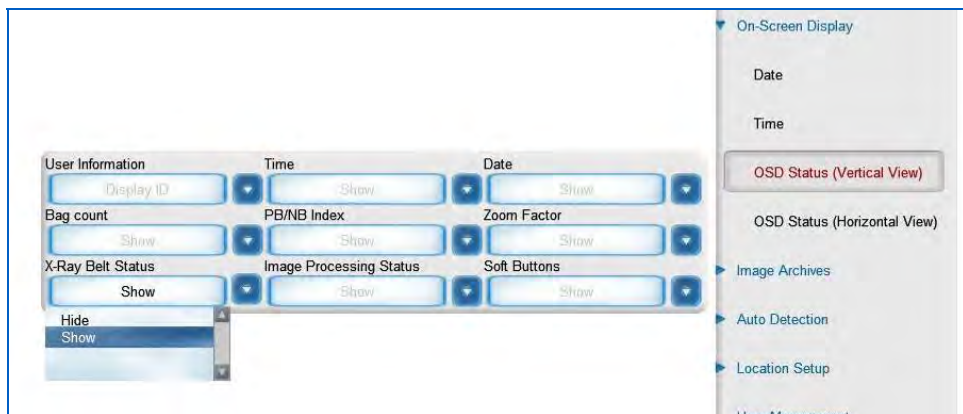 User Information
Time
Date
Display ID
Show
Show
Bag count
PB/NB Index
Zoom Factor
Show
Show
Show
X-Ray Belt Status
Image Processing Status
Soft Buttons
Show
Show
Show
Hide
Show
On-Screen Display
Date
Time
OSD Status (Vertical View)
OSD Status (Horizontal View)
Image Archives
Auto Detection
Location Setup